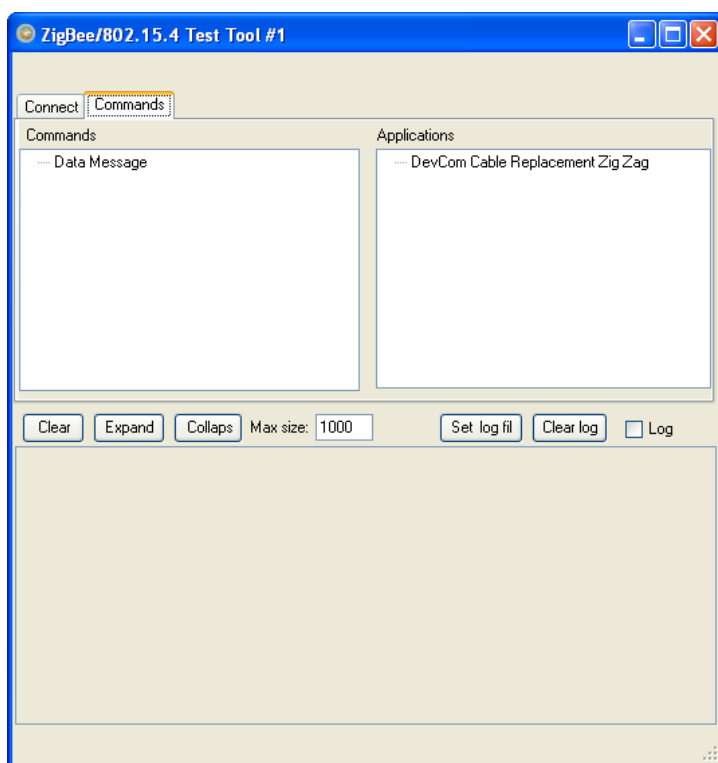 ZigBee/802.15.4 Test Tool #1
Connect Commands
Commands Applications
Data Message DevCom Cable Replacement Zig Zag
Clear Expand Collaps Max size: 1000 Set log fil Clear log Log